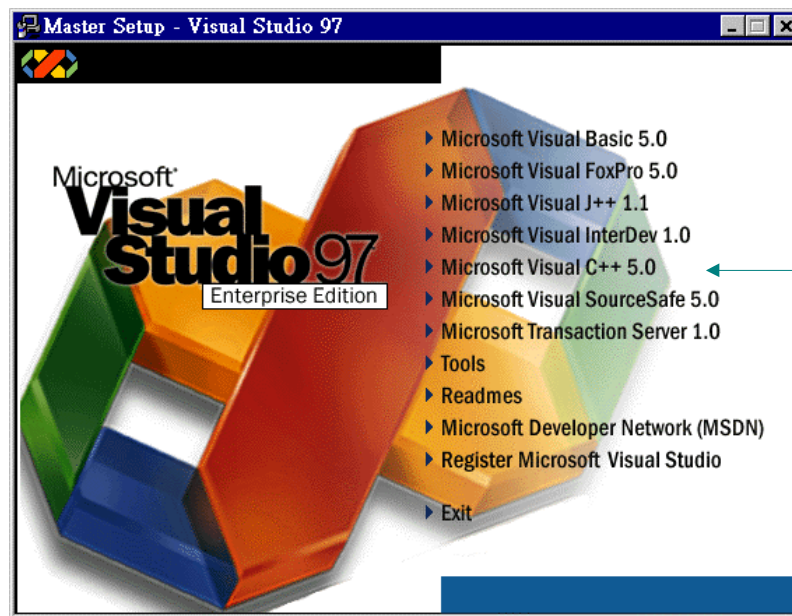 Master Setup - Visual Studio 97
Microsoft®
Visual
Studio 97
Enterprise Edition
Microsoft Visual Basic 5.0
Microsoft Visual FoxPro 5.0
Microsoft Visual J++ 1.1
Microsoft Visual InterDev 1.0
Microsoft Visual C++ 5.0
Microsoft Visual SourceSafe 5.0
Microsoft Transaction Server 1.0
Tools
Readmes
Microsoft Developer Network (MSDN)
Register Microsoft Visual Studio
Exit